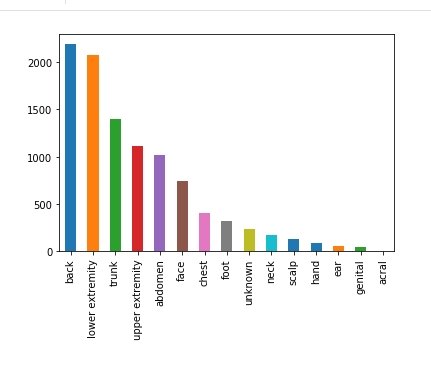 2000
1500
1000
500
0
back
lower extremity
trunk
upper extremity
abdomen
face
chest
foot
unknown
neck
scalp
hand
ear
genital
acral